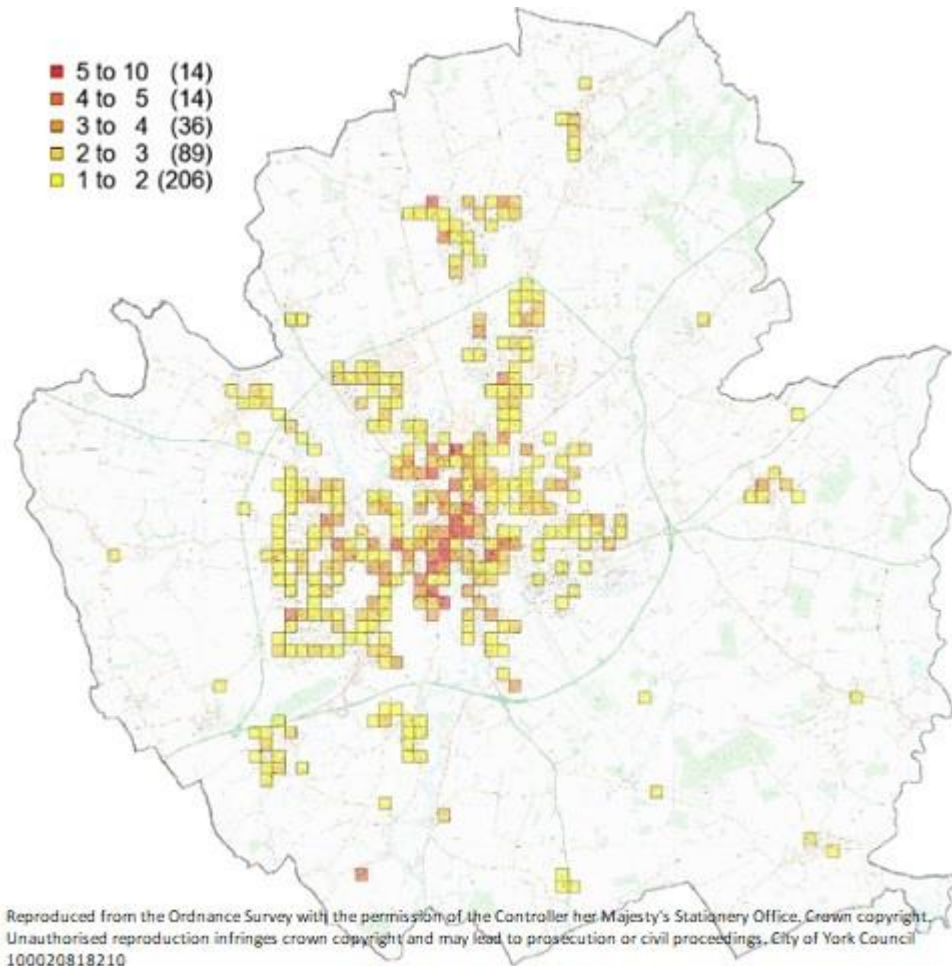 5 to 10 (14)
4 to 5 (14)
3 to 4 (36)
2 to 3 (89)
1 to 2 (206)
Reproduced from the Ordnance Survey with the permission of the Controller her Majesty's Stationery Office. Crown copyright.
Unauthorised reproduction infringes crown copyright and may lead to prosecution or civil proceedings. City of York Council
100020818210